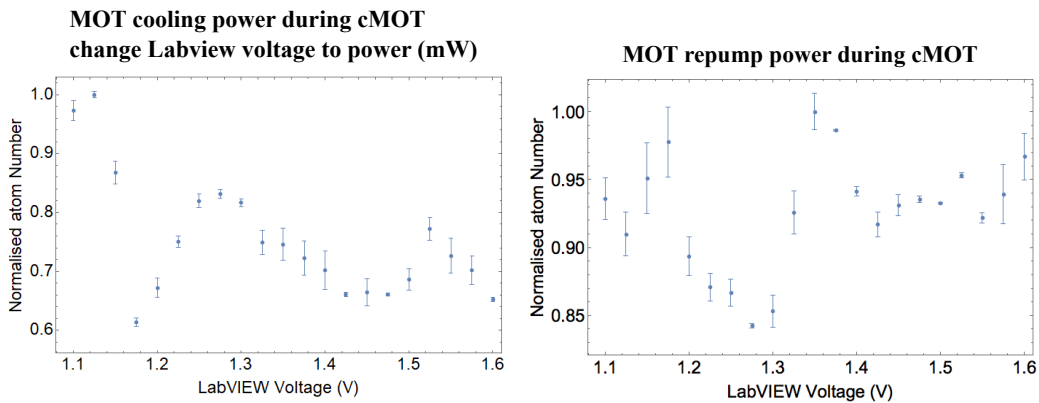 MOT cooling power during cMOT
change Labview voltage to power (mW)
1.0
0.9
0.8
0.7
0.6
Normalised atom Number
1.1 1.2 1.3 1.4 1.5 1.6
LabVIEW Voltage (V)
MOT repump power during cMOT
1.00
0.95
0.90
0.85
Normalised atom Number
1.1 1.2 1.3 1.4 1.5 1.6
LabVIEW Voltage (V)